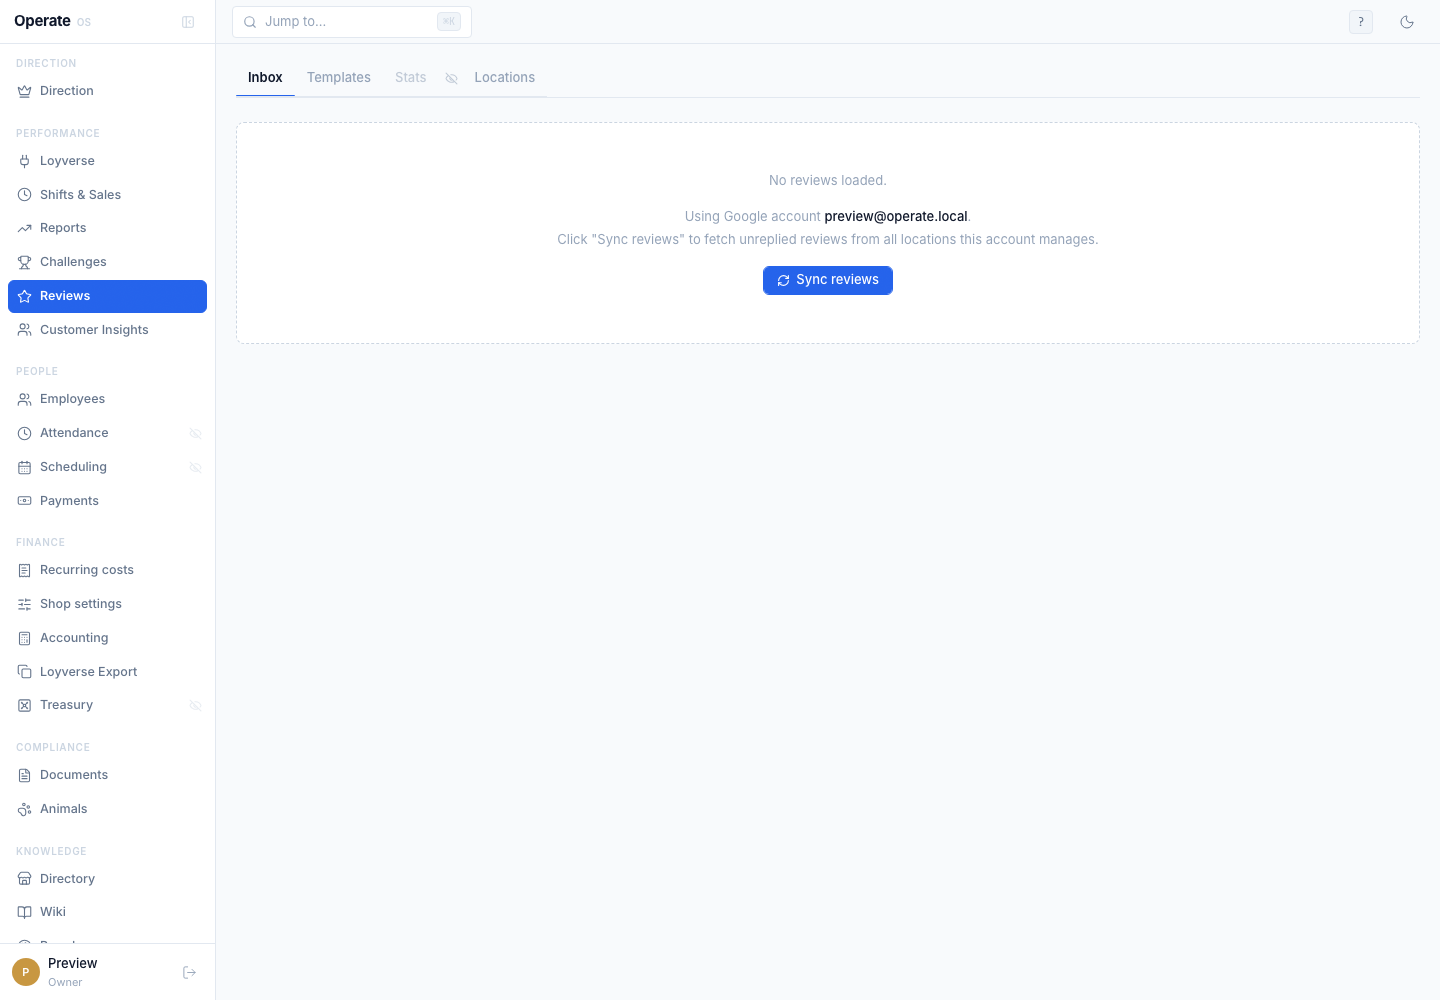 Operate OS
Jump to...
⌘K
?
DIRECTION
Direction
PERFORMANCE
Loyverse
Shifts & Sales
Reports
Challenges
Reviews
Customer Insights
PEOPLE
Employees
Attendance
Scheduling
Payments
FINANCE
Recurring costs
Shop settings
Accounting
Loyverse Export
Treasury
COMPLIANCE
Documents
Animals
KNOWLEDGE
Directory
Wiki
P
Preview
Owner
Inbox Templates Stats Locations
No reviews loaded.
Using Google account preview@operate.local.
Click "Sync reviews" to fetch unreplied reviews from all locations this account manages.
Sync reviews